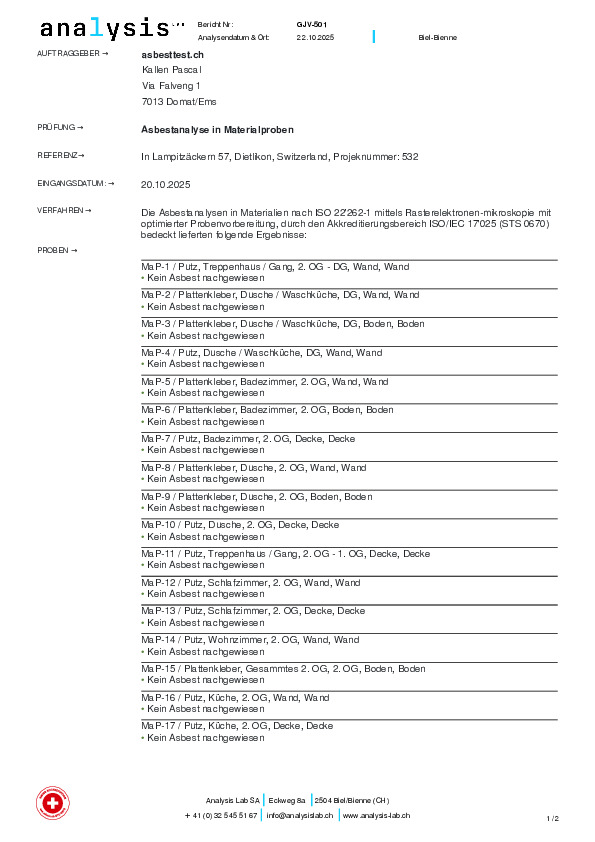 analysis
Bericht Nr: GJV-501
Analysendatum & Ort: 22.10.2025 Biel-Bienne
AUFTRAGGEBER → asbesttest.ch
Kallen Pascal
Via Falveng 1
7013 Domat/Ems
PRÜFUNG → Asbestanalyse in Materialproben
REFERENZ→ In Lampitzäckern 57, Dietlikon, Switzerland, Projeknummer: 532
EINGANGSDATUM: → 20.10.2025
VERFAHREN → Die Asbestanalysen in Materialien nach ISO 22'262-1 mittels Rasterelektronen-mikroskopie mit
optimierter Probenvorbereitung, durch den Akkreditierungsbereich ISO/IEC 17'025 (STS 0670)
bedeckt lieferten folgende Ergebnisse:
PROBEN →
MaP-1 / Putz, Treppenhaus / Gang, 2. OG - DG, Wand, Wand
• Kein Asbest nachgewiesen
MaP-2 / Plattenkleber, Dusche / Waschküche, DG, Wand, Wand
• Kein Asbest nachgewiesen
MaP-3 / Plattenkleber, Dusche / Waschküche, DG, Boden, Boden
• Kein Asbest nachgewiesen
MaP-4 / Putz, Dusche / Waschküche, DG, Wand, Wand
• Kein Asbest nachgewiesen
MaP-5 / Plattenkleber, Badezimmer, 2. OG, Wand, Wand
• Kein Asbest nachgewiesen
MaP-6 / Plattenkleber, Badezimmer, 2. OG, Boden, Boden
• Kein Asbest nachgewiesen
MaP-7 / Putz, Badezimmer, 2. OG, Decke, Decke
• Kein Asbest nachgewiesen
MaP-8 / Plattenkleber, Dusche, 2. OG, Wand, Wand
• Kein Asbest nachgewiesen
MaP-9 / Plattenkleber, Dusche, 2. OG, Boden, Boden
• Kein Asbest nachgewiesen
MaP-10 / Putz, Dusche, 2. OG, Decke, Decke
• Kein Asbest nachgewiesen
MaP-11 / Putz, Treppenhaus / Gang, 2. OG - 1. OG, Decke, Decke
• Kein Asbest nachgewiesen
MaP-12 / Putz, Schlafzimmer, 2. OG, Wand, Wand
• Kein Asbest nachgewiesen
MaP-13 / Putz, Schlafzimmer, 2. OG, Decke, Decke
• Kein Asbest nachgewiesen
MaP-14 / Putz, Wohnzimmer, 2. OG, Wand, Wand
• Kein Asbest nachgewiesen
MaP-15 / Plattenkleber, Gesammtes 2. OG, 2. OG, Boden, Boden
• Kein Asbest nachgewiesen
MaP-16 / Putz, Küche, 2. OG, Wand, Wand
• Kein Asbest nachgewiesen
MaP-17 / Putz, Küche, 2. OG, Decke, Decke
• Kein Asbest nachgewiesen
Analysis Lab SA | Eckweg 8a | 2504 Biel/Bienne (CH)
+ 41 (0) 32 545 51 67 | info@analysislab.ch | www.analysis-lab.ch
1 / 2